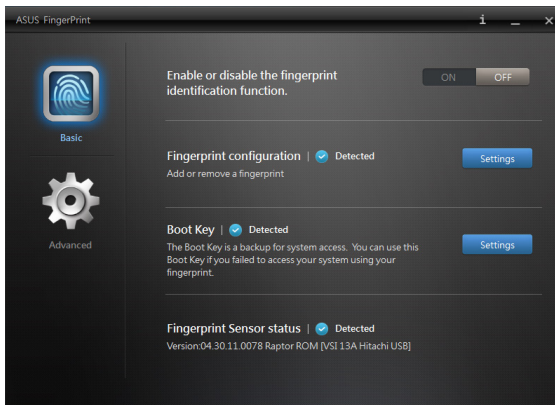 ASUS FingerPrint
Enable or disable the fingerprint
identification function.
ON OFF
Basic
Fingerprint configuration | Detected
Add or remove a fingerprint
Settings
Advanced
Boot Key | Detected
The Boot Key is a backup for system access. You can use this
Boot Key if you failed to access your system using your
fingerprint.
Settings
Fingerprint Sensor status | Detected
Version:04.30.11.0078 Raptor ROM [VSI 13A Hitachi USB]